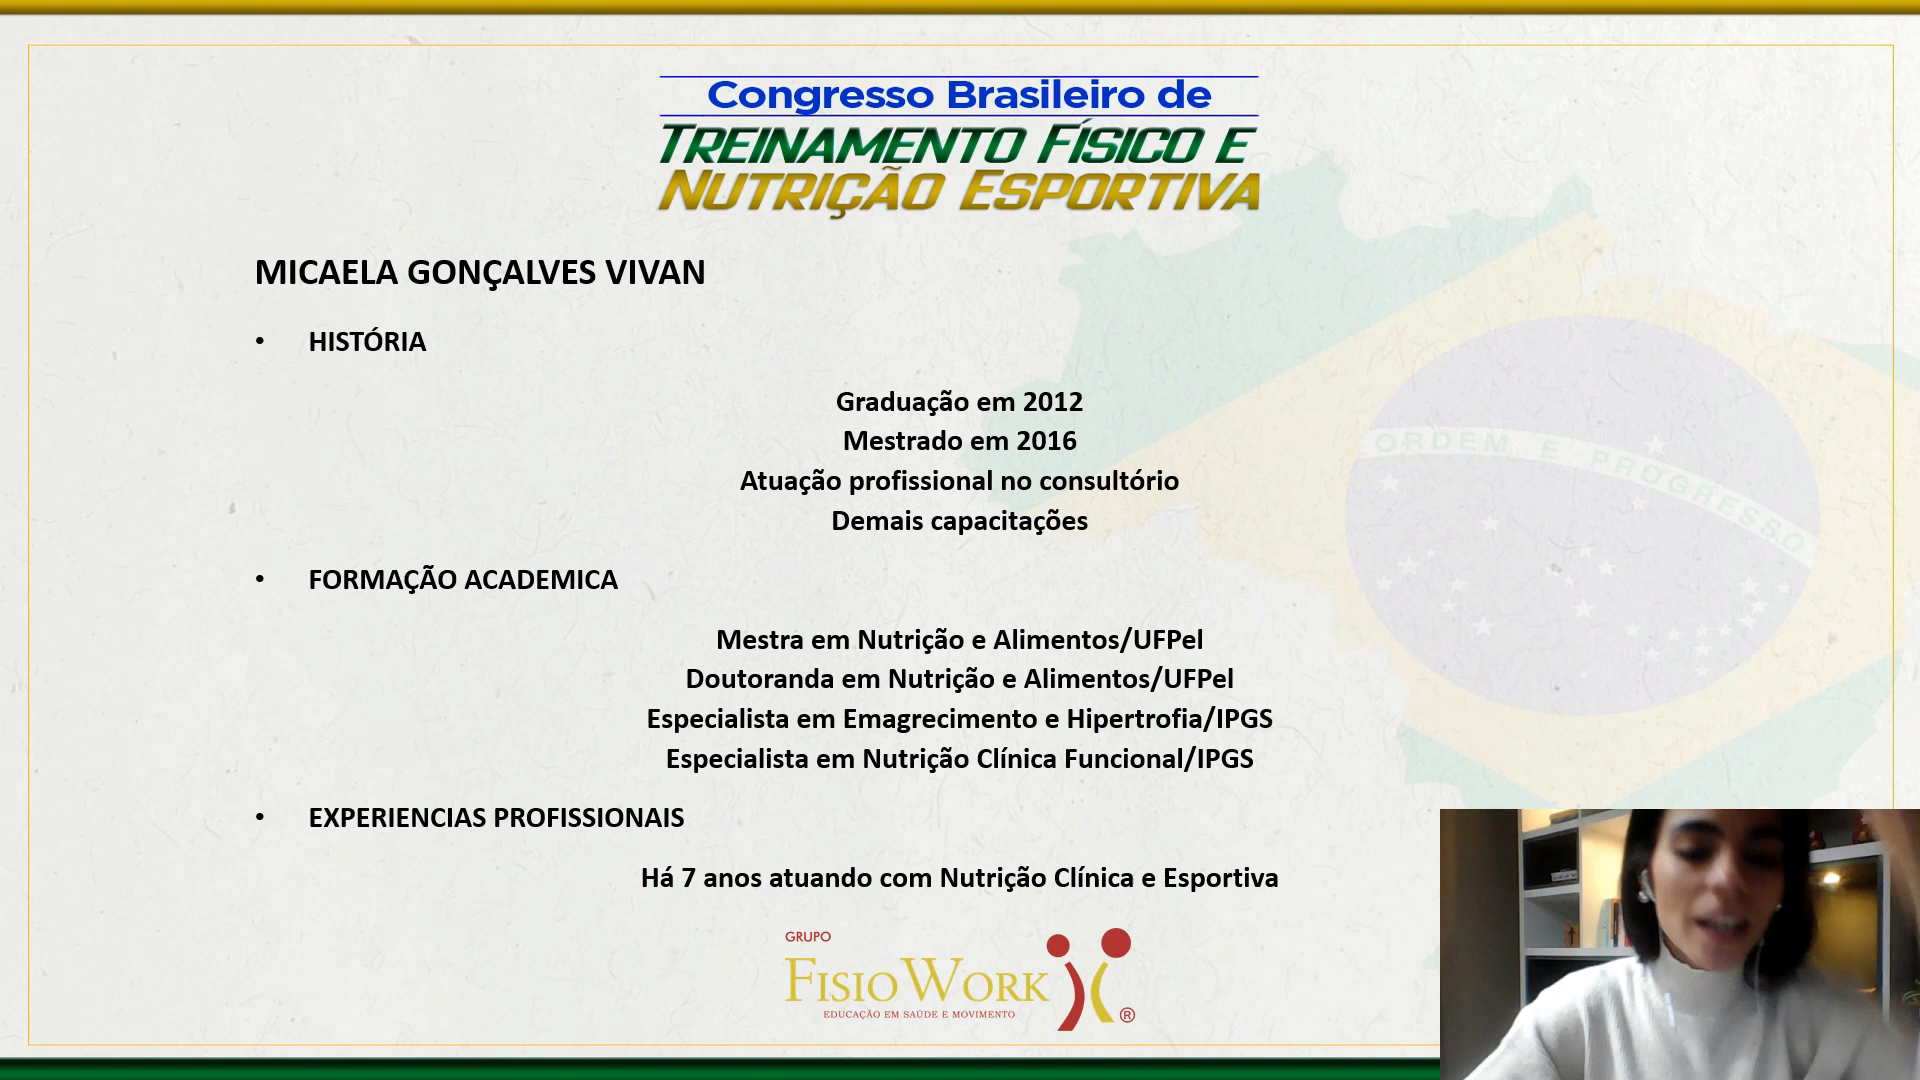 Congresso Brasileiro de
TREINAMENTO FÍSICO E
NUTRIÇÃO ESPORTIVA
MICAELA GONÇALVES VIVAN
• HISTÓRIA
Graduação em 2012
Mestrado em 2016
Atuação profissional no consultório
Demais capacitações
• FORMAÇÃO ACADEMICA
Mestra em Nutrição e Alimentos/UFPel
Doutoranda em Nutrição e Alimentos/UFPel
Especialista em Emagrecimento e Hipertrofia/IPGS
Especialista em Nutrição Clínica Funcional/IPGS
• EXPERIENCIAS PROFISSIONAIS
Há 7 anos atuando com Nutrição Clínica e Esportiva
ORDEM E PROGRESSO
GRUPO
FISIOWORK
EDUCAÇÃO EM SAÚDE E MOVIMENTO
®